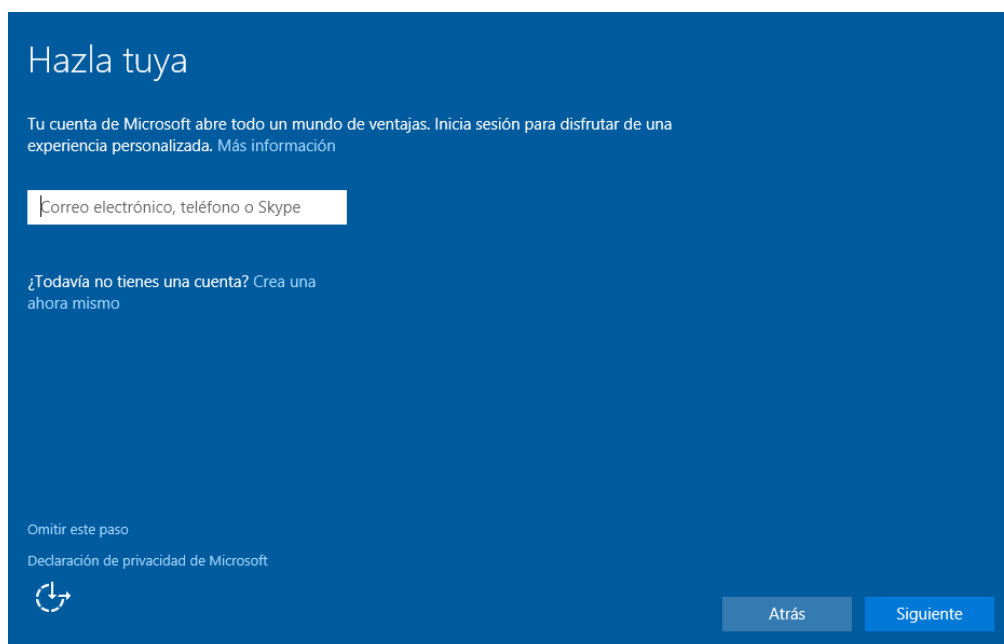 Hazla tuya
Tu cuenta de Microsoft abre todo un mundo de ventajas. Inicia sesión para disfrutar de una
experiencia personalizada. Más información
Correo electrónico, teléfono o Skype
¿Todavía no tienes una cuenta? Crea una
ahora mismo
Omitir este paso
Declaración de privacidad de Microsoft
Atrás
Siguiente